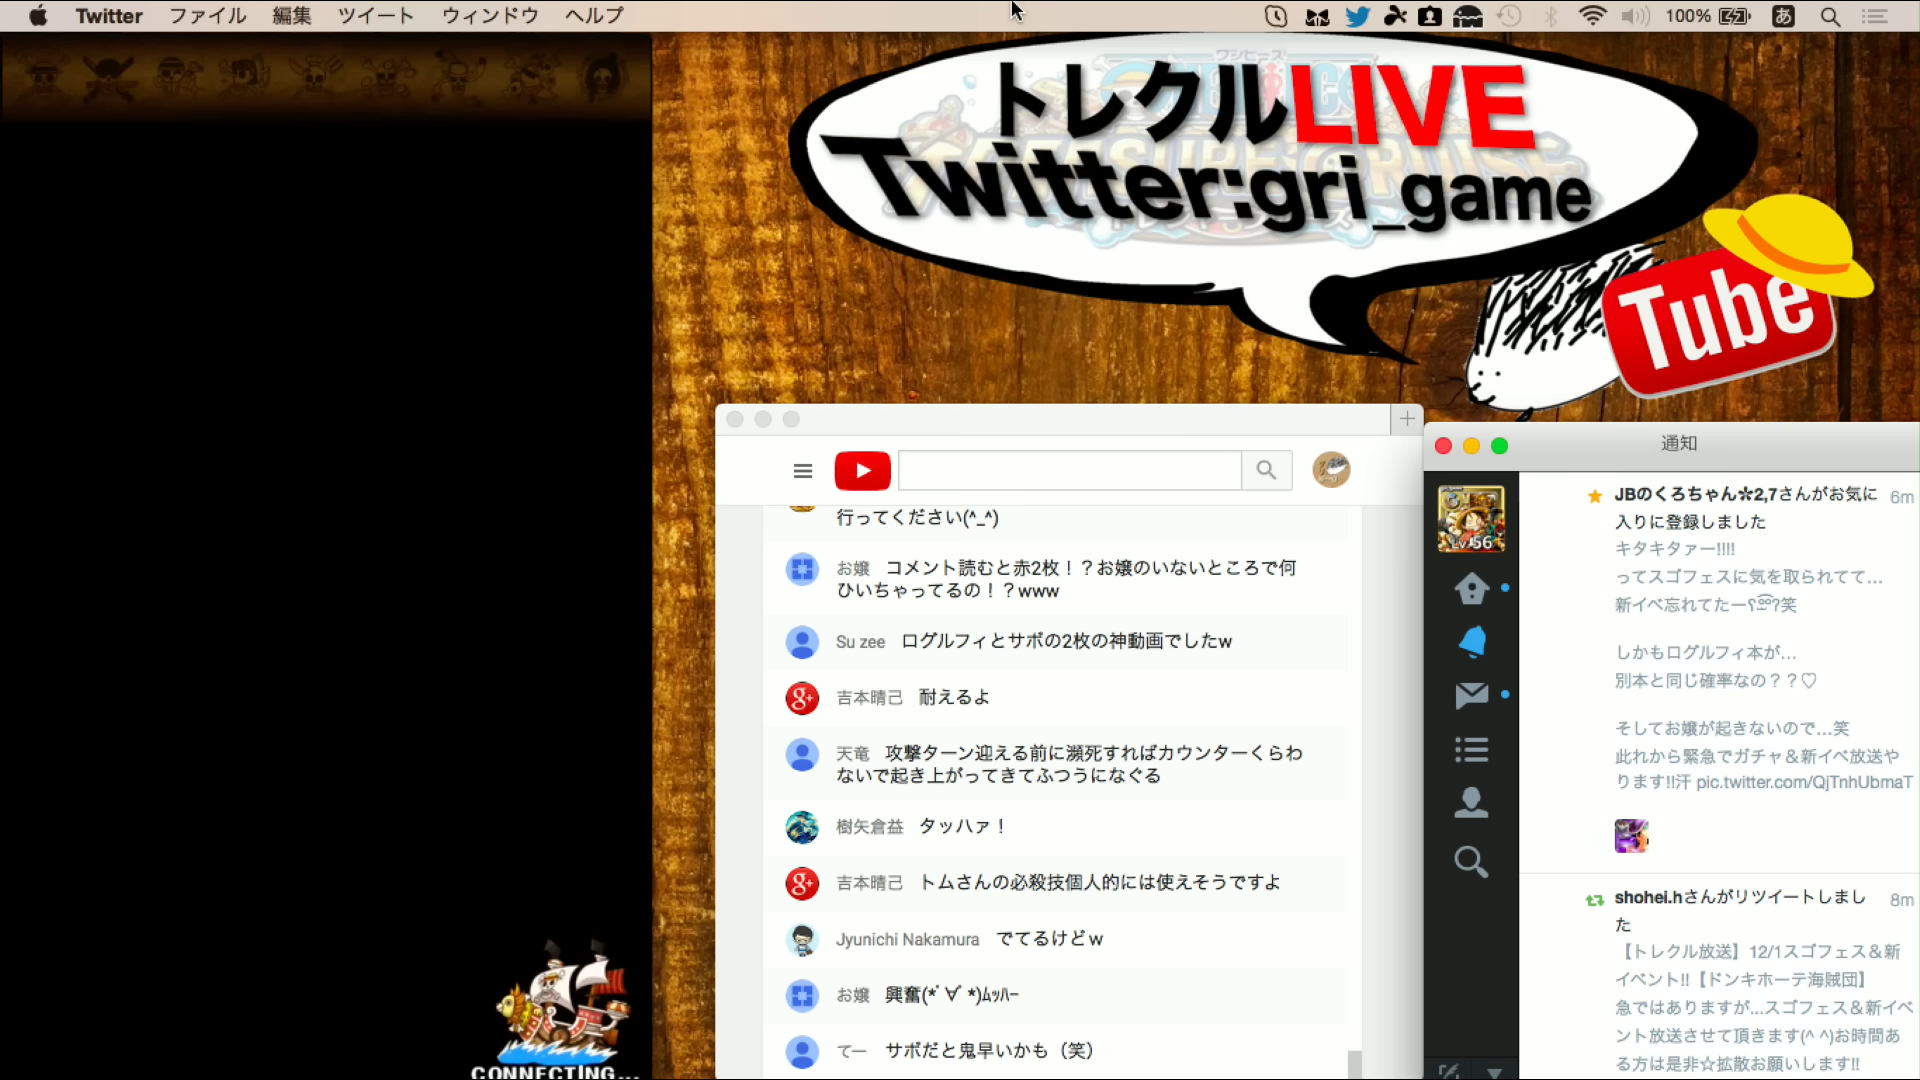 Twitter ファイル 編集 ツイート ウィンドウ ヘルプ
100% あ
トレクルLIVE
Twitter:gri_game
Tube
通知
行ってください(^_^)
お嬢 コメント読むと赤2枚！？お嬢のいないところで何
ひいちゃってるの！？www
Su zee ログルフィとサボの2枚の神動画でしたw
吉本晴己 耐えるよ
天竜 攻撃ターン迎える前に瀕死すればカウンターくらわ
ないで起き上がってきてふつうになぐる
樹矢倉益 タッハァ！
吉本晴己 トムさんの必殺技個人的には使えそうですよ
Jyunichi Nakamura でてるけどｗ
お嬢 興奮(*ﾟ∀ﾟ*)ﾑｯﾊｰ
てー サボだと鬼早いかも（笑）
JBのくろちゃん✲2,7さんがお気に 6m
入りに登録しました
キタキタァー!!!!
ってスゴフェスに気を取られてて…
新イベ忘れてたー
しかもログルフィ本が…
別本と同じ確率なの？？♡
そしてお嬢が起きないので…笑
此れから緊急でガチャ＆新イベ放送や
ります!!汗 pic.twitter.com/QjTnhUbmaT
shohei.hさんがリツイートしまし 8m
た
【トレクル放送】12/1スゴフェス＆新
イベント!!【ドンキホーテ海賊団】
急ではありますが...スゴフェス＆新イベ
ント放送させて頂きます(^ ^)お時間あ
る方は是非☆拡散お願いします!!
Lv.56
CONNECTING...